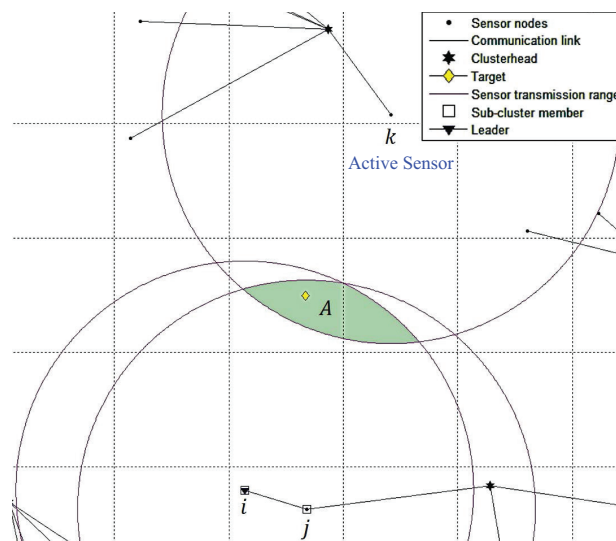 Sensor nodes
Communication link
Clusterhead
Target
Sensor transmission range
Sub-cluster member
Leader
k
Active Sensor
A
i
j